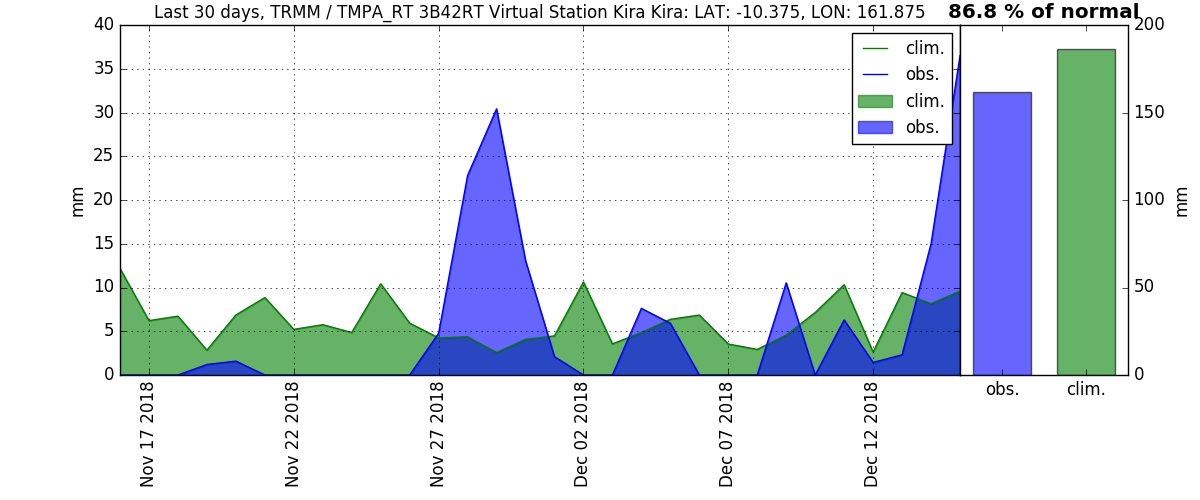 Last 30 days, TRMM / TMPA_RT 3B42RT Virtual Station Kira Kira: LAT: -10.375, LON: 161.875
86.8 % of normal
40
35
30
25
20
15
10
5
0
mm
clim.
obs.
clim.
obs.
200
150
100
50
0
mm
Nov 17 2018
Nov 22 2018
Nov 27 2018
Dec 02 2018
Dec 07 2018
Dec 12 2018
obs.
clim.